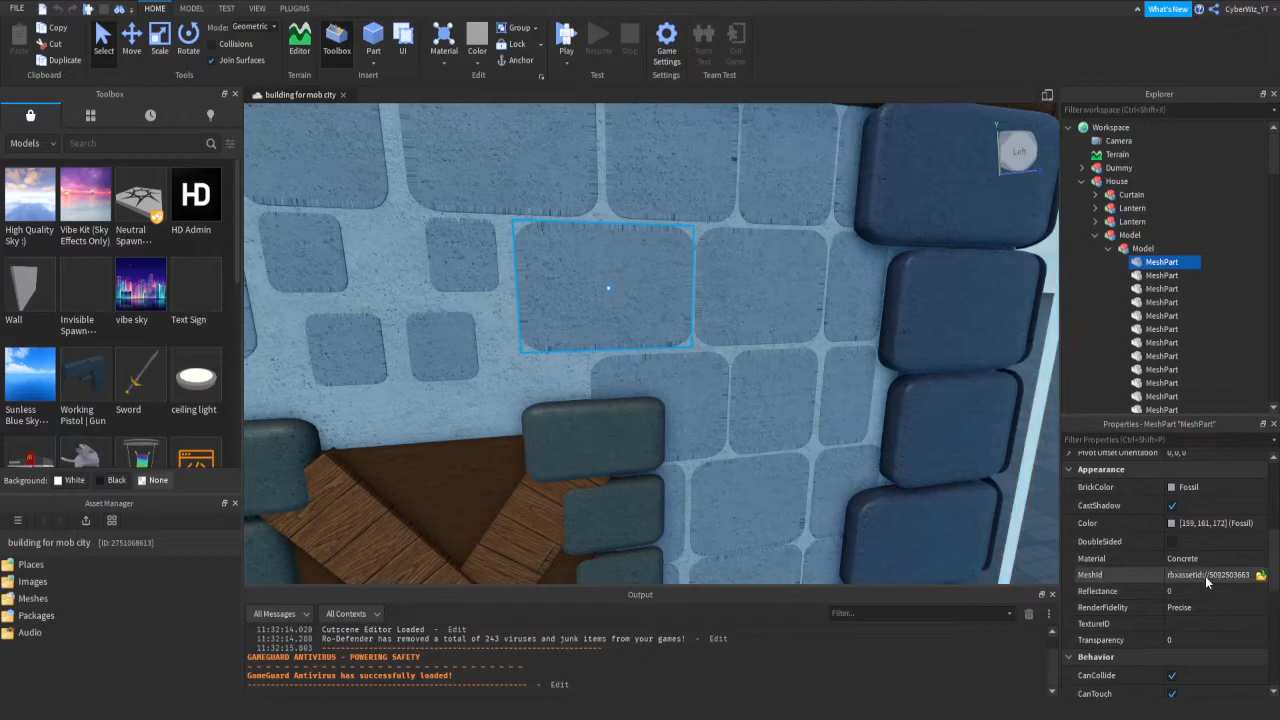 FILE
HOME
MODEL
TEST
VIEW
PLUGINS
What's New
CyberWiz_YT
Paste
Copy
Cut
Duplicate
Clipboard
Select
Move
Scale
Rotate
Mode: Geometric
Collisions
Join Surfaces
Tools
Editor
Terrain
Toolbox
Part
UI
Insert
Material
Color
Group
Lock
Anchor
Edit
Play
Resume
Stop
Test
Game Settings
Settings
Team Test
Exit Game
Team Test
Toolbox
Models
Search
High Quality Sky :)
Vibe Kit (Sky Effects Only)
Neutral Spawn...
HD
HD Admin
Wall
Invisible Spawn...
vibe sky
Text Sign
Sunless Blue Sky...
Working Pistol | Gun
Sword
ceiling light
Background:
White
Black
None
Asset Manager
building for mob city
[ID: 2751068613]
Places
Images
Meshes
Packages
Audio
building for mob city
Y
Left
Output
All Messages
All Contexts
Filter...
11:32:14.020 Cutscene Editor Loaded - Edit
11:32:14.280 Ro-Defender has removed a total of 243 viruses and junk items from your games! - Edit
11:32:15.803 ----------------------------------------
GAMEGUARD ANTIVIRUS - POWERING SAFETY
~ ~ ~ ~ ~ ~ ~ ~ ~ ~ ~ ~ ~ ~ ~ ~ ~ ~ ~ ~ ~ ~ ~ ~
GameGuard Antivirus has successfully loaded!
---------------------------------------- - Edit
Explorer
Filter workspace (Ctrl+Shift+X)
Workspace
Camera
Terrain
Dummy
House
Curtain
Lantern
Lantern
Model
Model
MeshPart
MeshPart
MeshPart
MeshPart
MeshPart
MeshPart
MeshPart
MeshPart
MeshPart
MeshPart
MeshPart
MeshPart
Properties - MeshPart "MeshPart"
Filter Properties (Ctrl+Shift+P)
Pivot Offset Orientation 0, 0, 0
Appearance
BrickColor Fossil
CastShadow
Color [159, 161, 172] (Fossil)
DoubleSided
Material Concrete
MeshId rbxassetid://5092503663
Reflectance 0
RenderFidelity Precise
TextureID
Transparency 0
Behavior
CanCollide
CanTouch